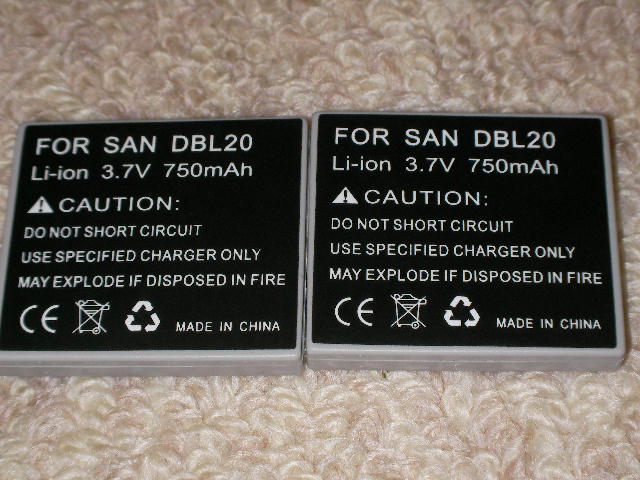 FOR SAN DBL20
Li-ion 3.7V 750mAh
CAUTION:
DO NOT SHORT CIRCUIT
USE SPECIFIED CHARGER ONLY
MAY EXPLODE IF DISPOSED IN FIRE
CE
MADE IN CHINA
FOR SAN DBL20
Li-ion 3.7V 750mAh
CAUTION:
DO NOT SHORT CIRCUIT
USE SPECIFIED CHARGER ONLY
MAY EXPLODE IF DISPOSED IN FIRE
CE
MADE IN CHINA